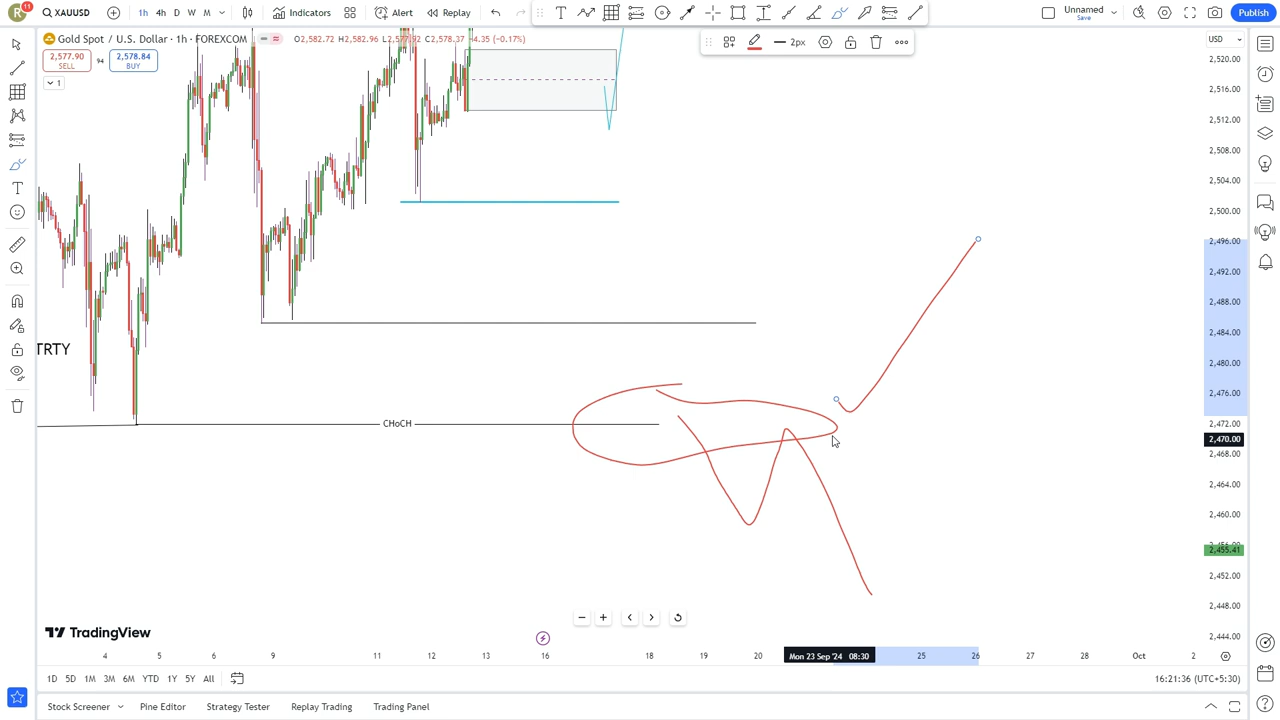 R 11 XAUUSD 1h 4h D W M Indicators Alert Replay Unnamed Save Publish
Gold Spot / U.S. Dollar · 1h · FOREXCOM O2,582.72 H2,582.96 L2,577.92 C2,578.37 -4.35 (-0.17%)
2,577.90 SELL 94 2,578.84 BUY
1
2px
USD
2,520.00
2,516.00
2,512.00
2,508.00
2,504.00
2,500.00
2,496.00
2,492.00
2,488.00
2,484.00
2,480.00
2,476.00
2,472.00
2,470.00
2,468.00
2,464.00
2,460.00
2,455.41
2,452.00
2,448.00
2,444.00
TRTY
CHoCH
TradingView
4 5 6 9 11 12 13 16 18 19 20 Mon 23 Sep '24 08:30 25 26 27 28 Oct 2
1D 5D 1M 3M 6M YTD 1Y 5Y All 16:21:36 (UTC+5:30)
Stock Screener Pine Editor Strategy Tester Replay Trading Trading Panel